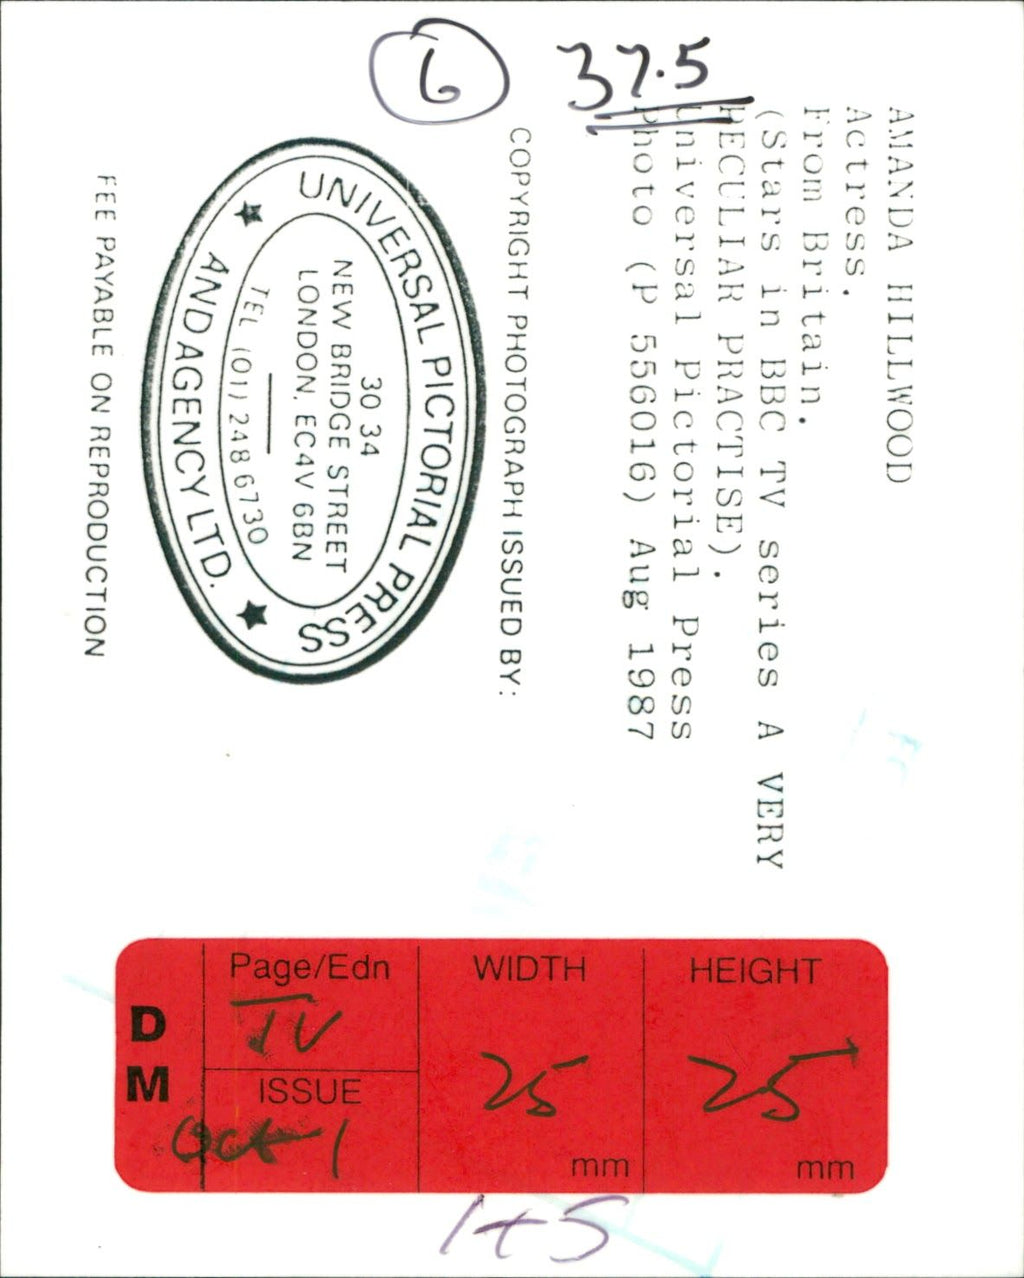 6
37.5
AMANDA HILLWOOD
Actress.
From Britain.
(Stars in BBC TV series A VERY
PECULIAR PRACTISE).
Universal Pictorial Press
Photo (P 556016) Aug 1987
COPYRIGHT PHOTOGRAPH ISSUED BY:
UNIVERSAL PICTORIAL PRESS
AND AGENCY LTD.
30 34
NEW BRIDGE STREET
LONDON, EC4V 6BN
TEL (01) 248 6730
FEE PAYABLE ON REPRODUCTION
DM
Page/Edn
TV
ISSUE
Oct 1
WIDTH
25
mm
HEIGHT
25
mm
1+5